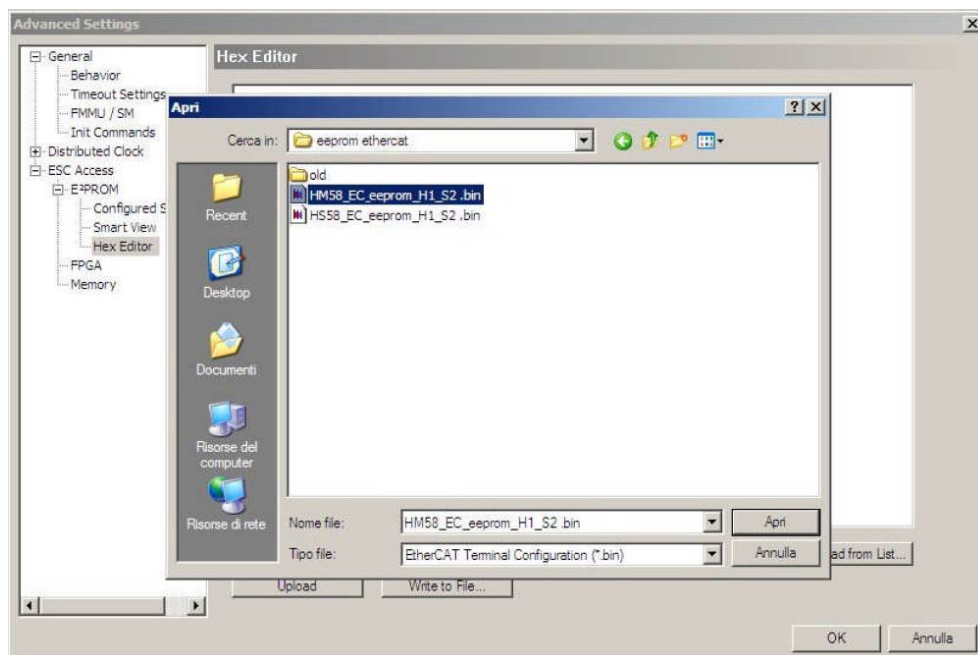 Advanced Settings
General
Behavior
Timeout Settings
FMMU / SM
Init Commands
Distributed Clock
ESC Access
E²PROM
Configured S
Smart View
Hex Editor
FPGA
Memory
Hex Editor
Apri
Cerca in:
eeprom ethercat
Recent
Desktop
Documenti
Risorse del
computer
Risorse di rete
old
HM58_EC_eeprom_H1_S2 .bin
HS58_EC_eeprom_H1_S2 .bin
Nome file:
HM58_EC_eeprom_H1_S2 .bin
Apri
Tipo file:
EtherCAT Terminal Configuration (*.bin)
Annulla
ad from List...
Upload
Write to File...
OK
Annulla